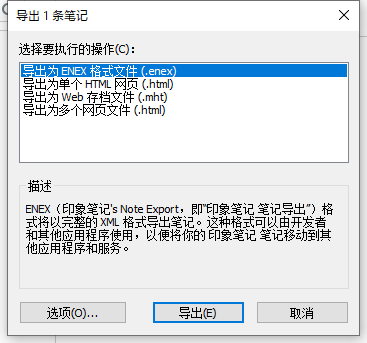 导出 1 条笔记
选择要执行的操作(C)：
导出为 ENEX 格式文件 (.enex)
导出为单个 HTML 网页 (.html)
导出为 Web 存档文件 (.mht)
导出为多个网页文件 (.html)
描述
ENEX（印象笔记's Note Export，即“印象笔记 笔记导出”）格
式将以完整的 XML 格式导出笔记。这种格式可以由开发者
和其他应用程序使用，以便将你的 印象笔记 笔记移动到其
他应用程序和服务。
选项(O)...
导出(E)
取消